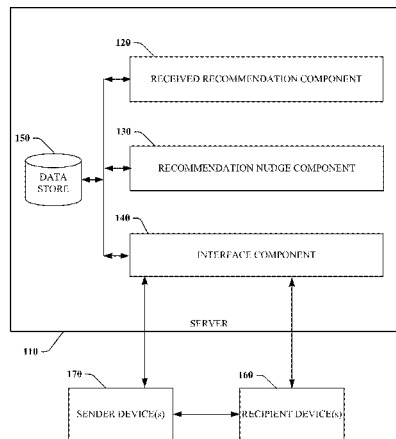 120
RECEIVED RECOMMENDATION COMPONENT
130
150
RECOMMENDATION NUDGE COMPONENT
DATA
STORE
140
INTERFACE COMPONENT
SERVER
110
170
160
SENDER DEVICE(s)
RECIPIENT DEVICE(s)